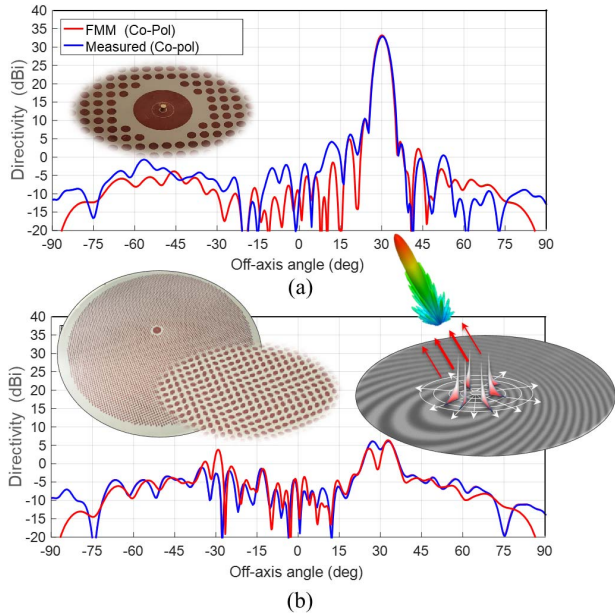 40
35
30
25
20
15
10
5
0
-5
-10
-15
-20
Directivity (dBi)
FMM (Co-Pol)
Measured (Co-pol)
-90 -75 -60 -45 -30 -15 0 15 30 45 60 75 90
Off-axis angle (deg)
(a)
40
35
30
25
20
15
10
5
0
-5
-10
-15
-20
Directivity (dBi)
-90 -75 -60 -45 -30 -15 0 15 30 45 60 75 90
Off-axis angle (deg)
(b)